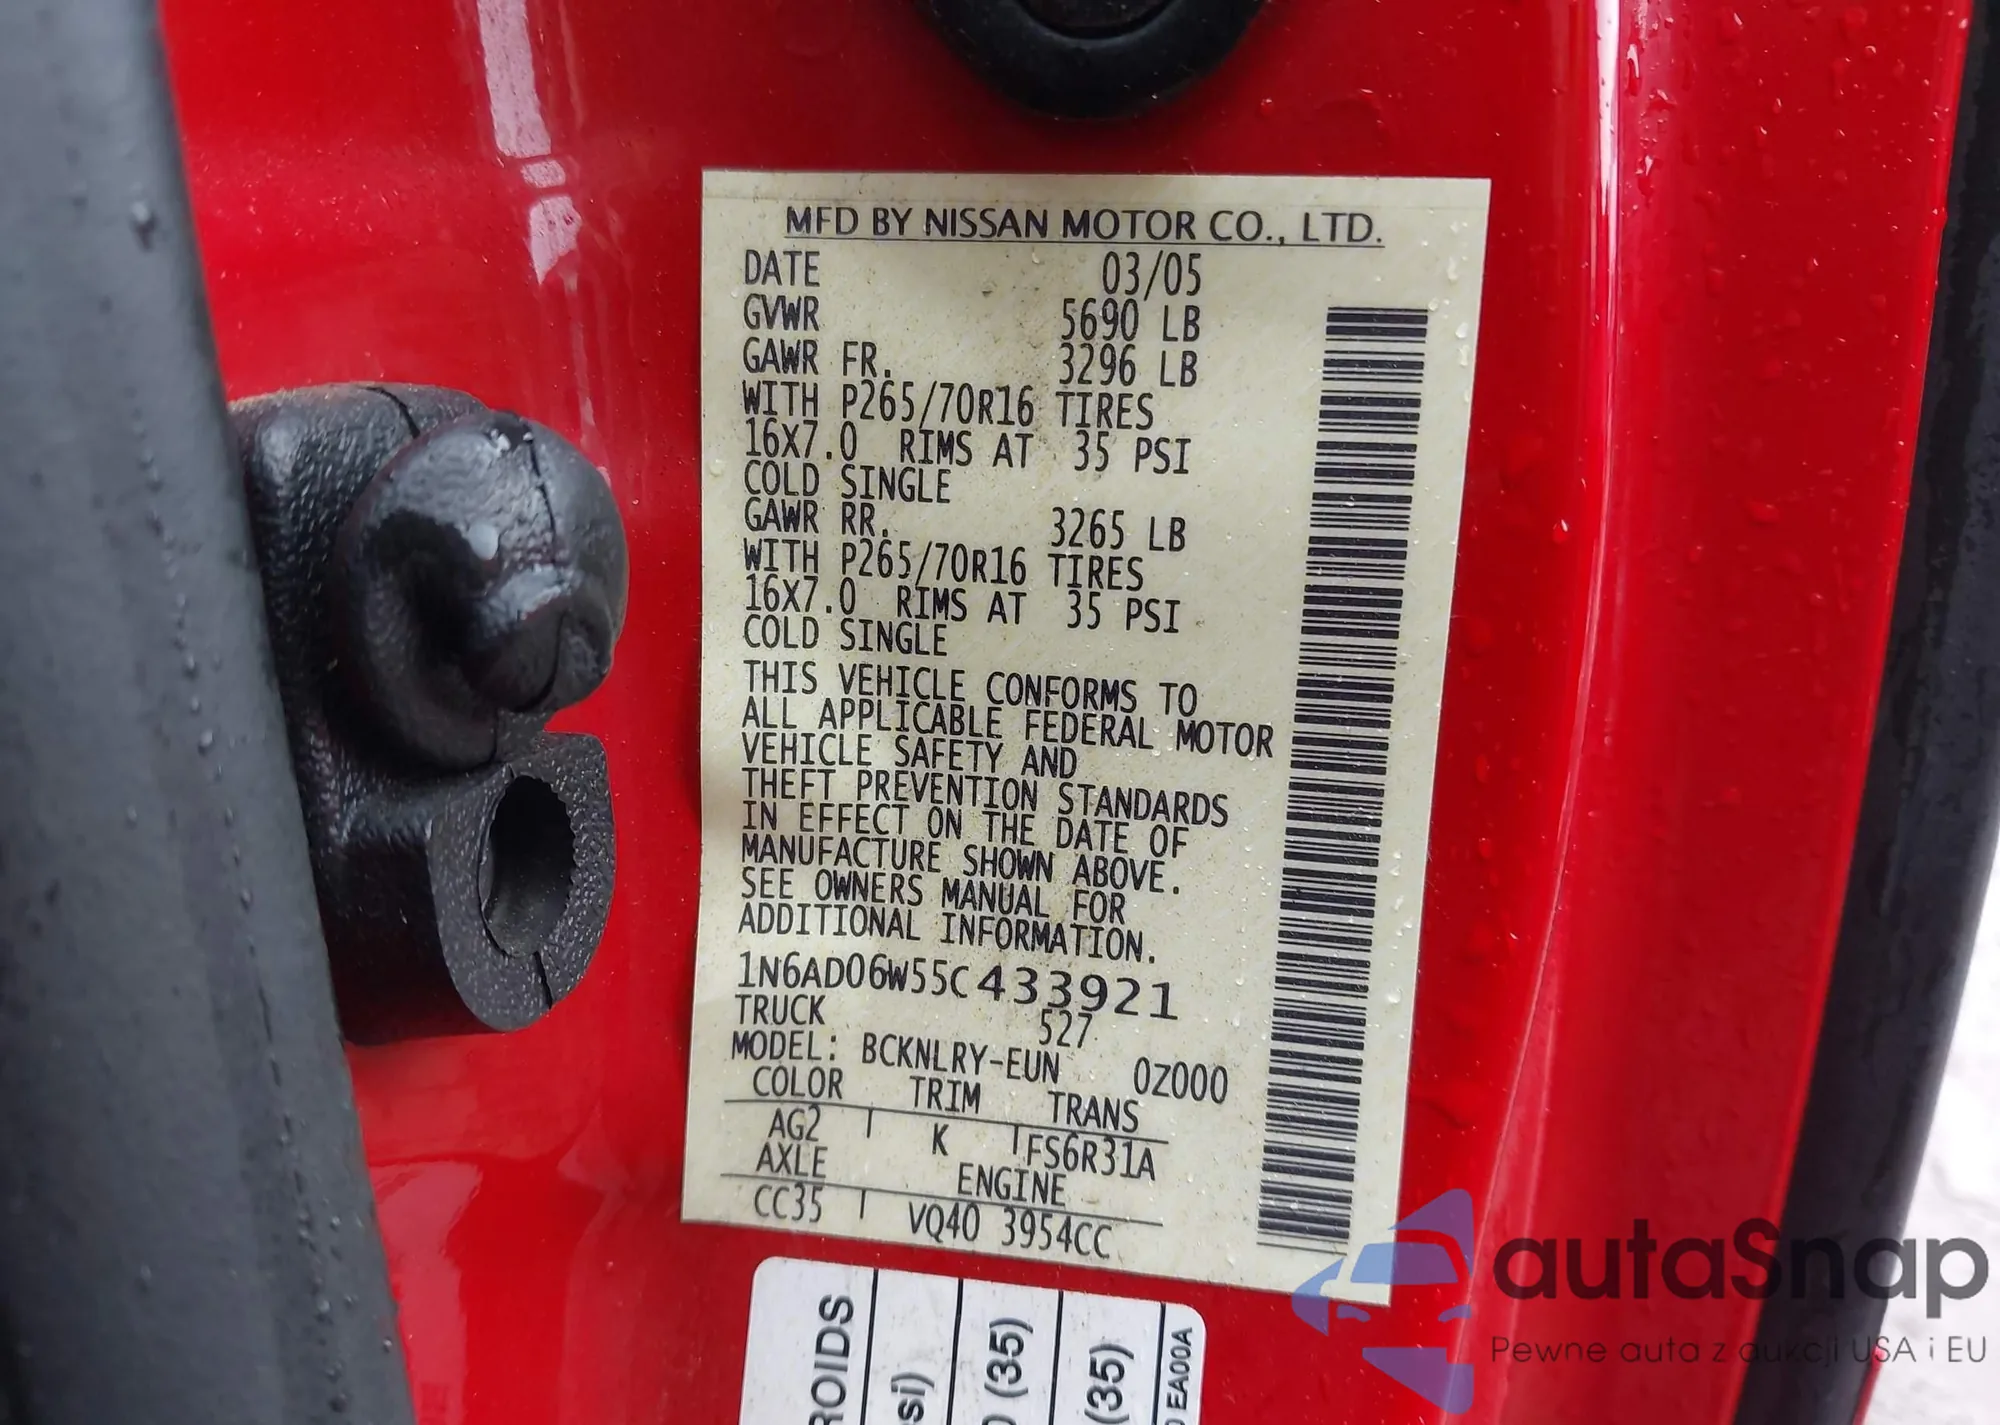 MFD BY NISSAN MOTOR CO., LTD.
DATE 03/05
GVWR 5690 LB
GAWR FR. 3296 LB
WITH P265/70R16 TIRES
16X7.0 RIMS AT 35 PSI
COLD SINGLE
GAWR RR. 3265 LB
WITH P265/70R16 TIRES
16X7.0 RIMS AT 35 PSI
COLD SINGLE
THIS VEHICLE CONFORMS TO
ALL APPLICABLE FEDERAL MOTOR
VEHICLE SAFETY AND
THEFT PREVENTION STANDARDS
IN EFFECT ON THE DATE OF
MANUFACTURE SHOWN ABOVE.
SEE OWNERS MANUAL FOR
ADDITIONAL INFORMATION.
1N6AD06W55C433921
TRUCK 527
MODEL: BCKNLRY-EUN 0Z000
COLOR TRIM TRANS
AG2 K FS6R31A
AXLE ENGINE
CC35 VQ40 3954CC
(35)
(35)
EA00A
autaSnap
Pewne auta z aukcji USA i EU